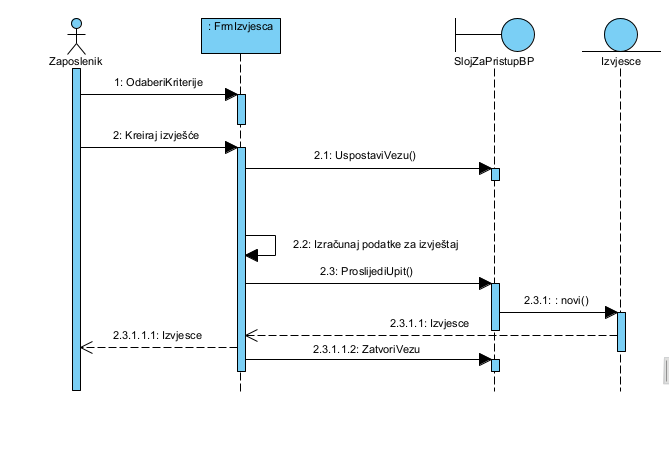 : FrmIzvjesca
Zaposlenik
SlojZaPristupBP
Izvjesce
1: OdaberiKriterije
2: Kreiraj izvješće
2.1: UspostaviVezu()
2.2: Izračunaj podatke za izvještaj
2.3: ProslijediUpit()
2.3.1: : novi()
2.3.1.1: Izvjesce
2.3.1.1.1: Izvjesce
2.3.1.1.2: ZatvoriVezu